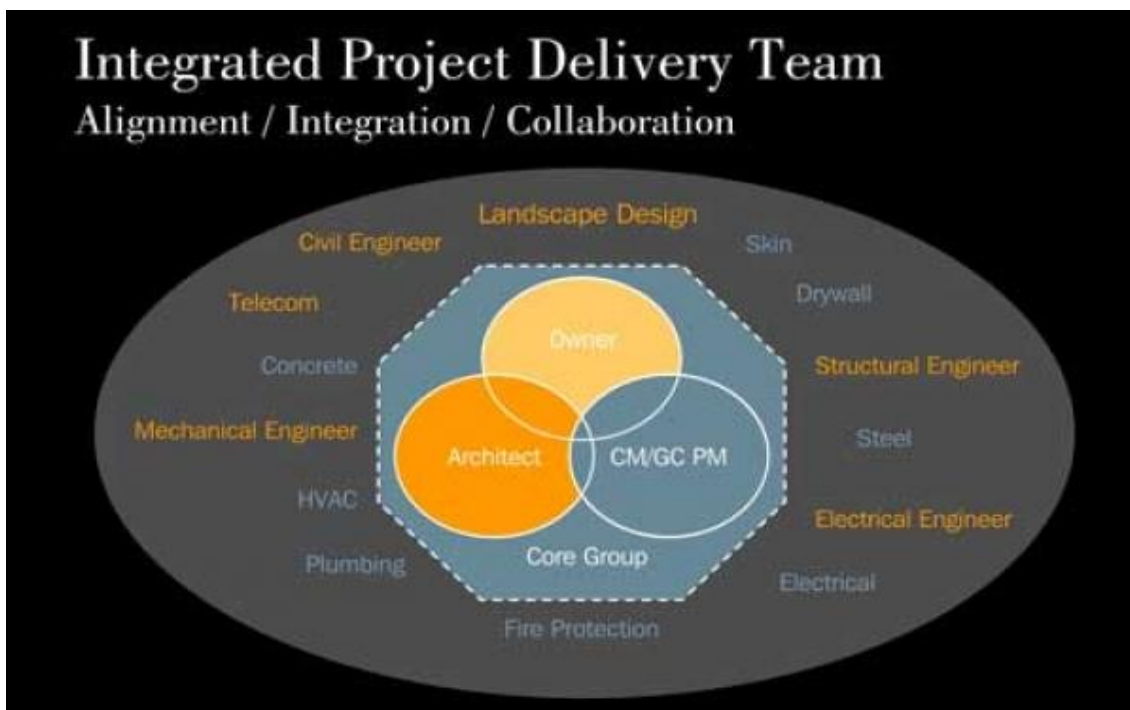 Integrated Project Delivery Team
Alignment / Integration / Collaboration
Landscape Design
Civil Engineer
Skin
Telecom
Drywall
Owner
Concrete
Structural Engineer
Mechanical Engineer
Steel
Architect
CM/GC PM
HVAC
Electrical Engineer
Core Group
Plumbing
Electrical
Fire Protection